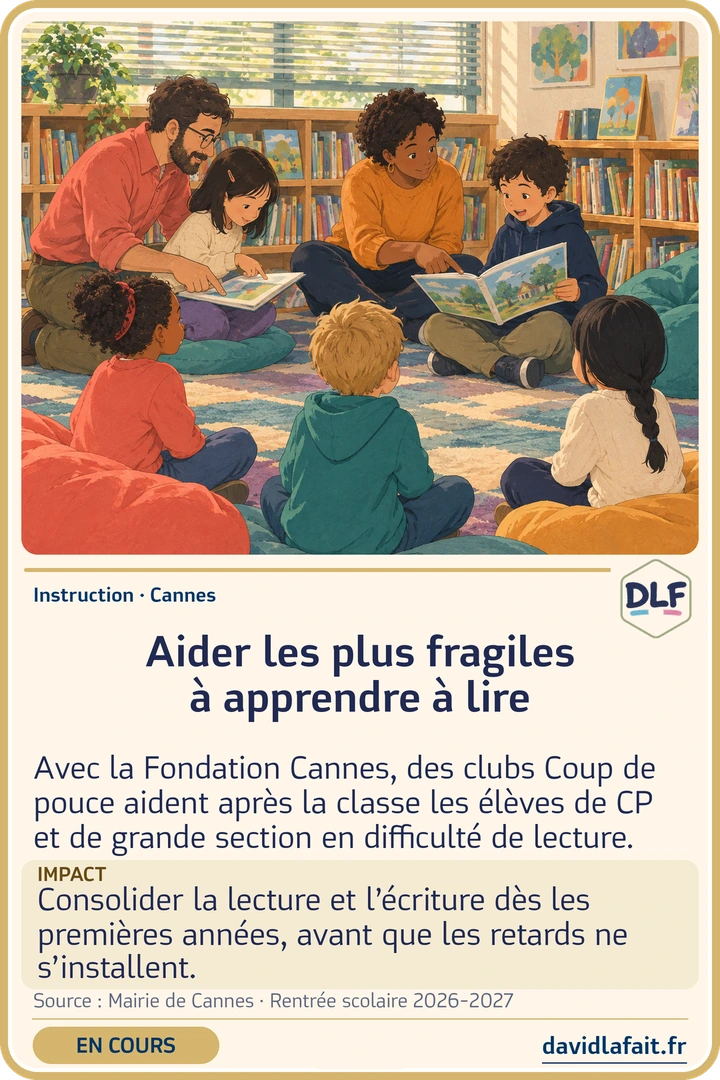 Instruction · Cannes
DLF
Aider les plus fragiles
à apprendre à lire
Avec la Fondation Cannes, des clubs Coup de
pouce aident après la classe les élèves de CP
et de grande section en difficulté de lecture.
IMPACT
Consolider la lecture et l’écriture dès les
premières années, avant que les retards ne
s’installent.
Source : Mairie de Cannes · Rentrée scolaire 2026-2027
EN COURS
davidlafait.fr